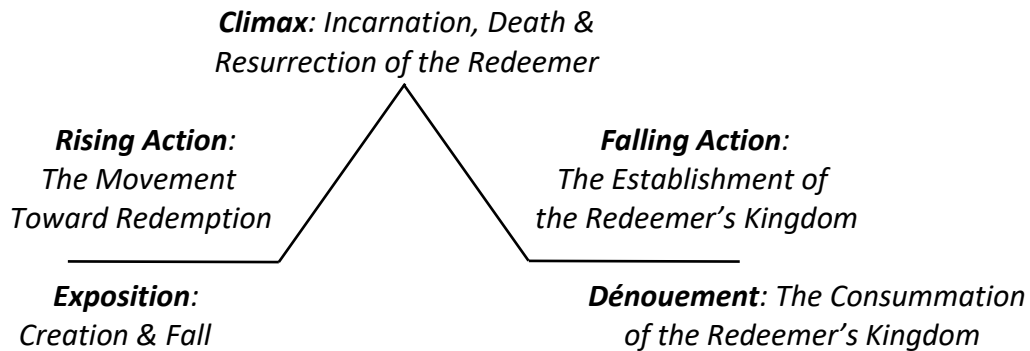 Climax: Incarnation, Death &
Resurrection of the Redeemer
Rising Action:
The Movement
Toward Redemption
Falling Action:
The Establishment of
the Redeemer’s Kingdom
Exposition:
Creation & Fall
Dénouement: The Consummation
of the Redeemer’s Kingdom